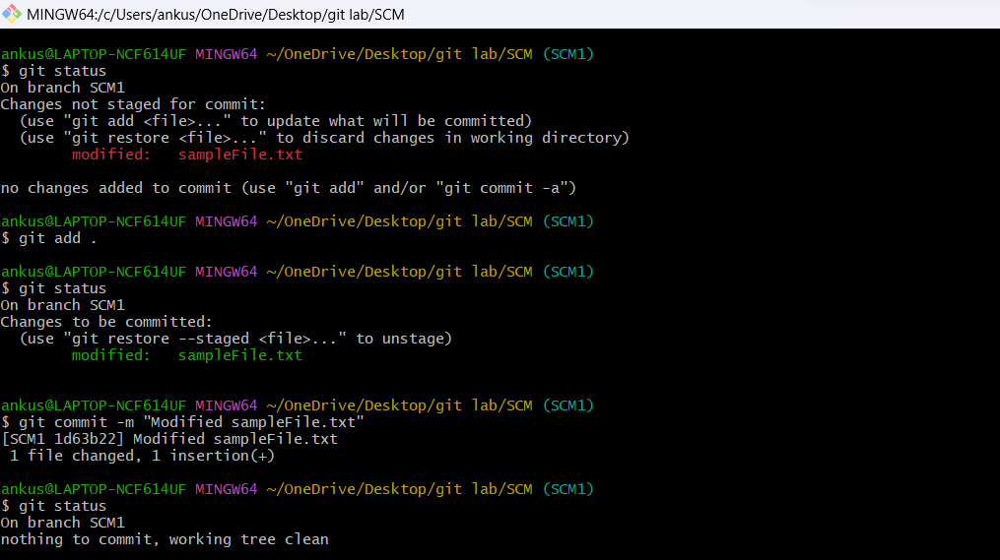 MINGW64:/c/Users/ankus/OneDrive/Desktop/git lab/SCM
ankus@LAPTOP-NCF614UF MINGW64 ~/OneDrive/Desktop/git lab/SCM (SCM1)
$ git status
On branch SCM1
Changes not staged for commit:
  (use "git add <file>..." to update what will be committed)
  (use "git restore <file>..." to discard changes in working directory)
        modified:   sampleFile.txt
no changes added to commit (use "git add" and/or "git commit -a")
ankus@LAPTOP-NCF614UF MINGW64 ~/OneDrive/Desktop/git lab/SCM (SCM1)
$ git add .
ankus@LAPTOP-NCF614UF MINGW64 ~/OneDrive/Desktop/git lab/SCM (SCM1)
$ git status
On branch SCM1
Changes to be committed:
  (use "git restore --staged <file>..." to unstage)
        modified:   sampleFile.txt
ankus@LAPTOP-NCF614UF MINGW64 ~/OneDrive/Desktop/git lab/SCM (SCM1)
$ git commit -m "Modified sampleFile.txt"
[SCM1 1d63b22] Modified sampleFile.txt
 1 file changed, 1 insertion(+)
ankus@LAPTOP-NCF614UF MINGW64 ~/OneDrive/Desktop/git lab/SCM (SCM1)
$ git status
On branch SCM1
nothing to commit, working tree clean